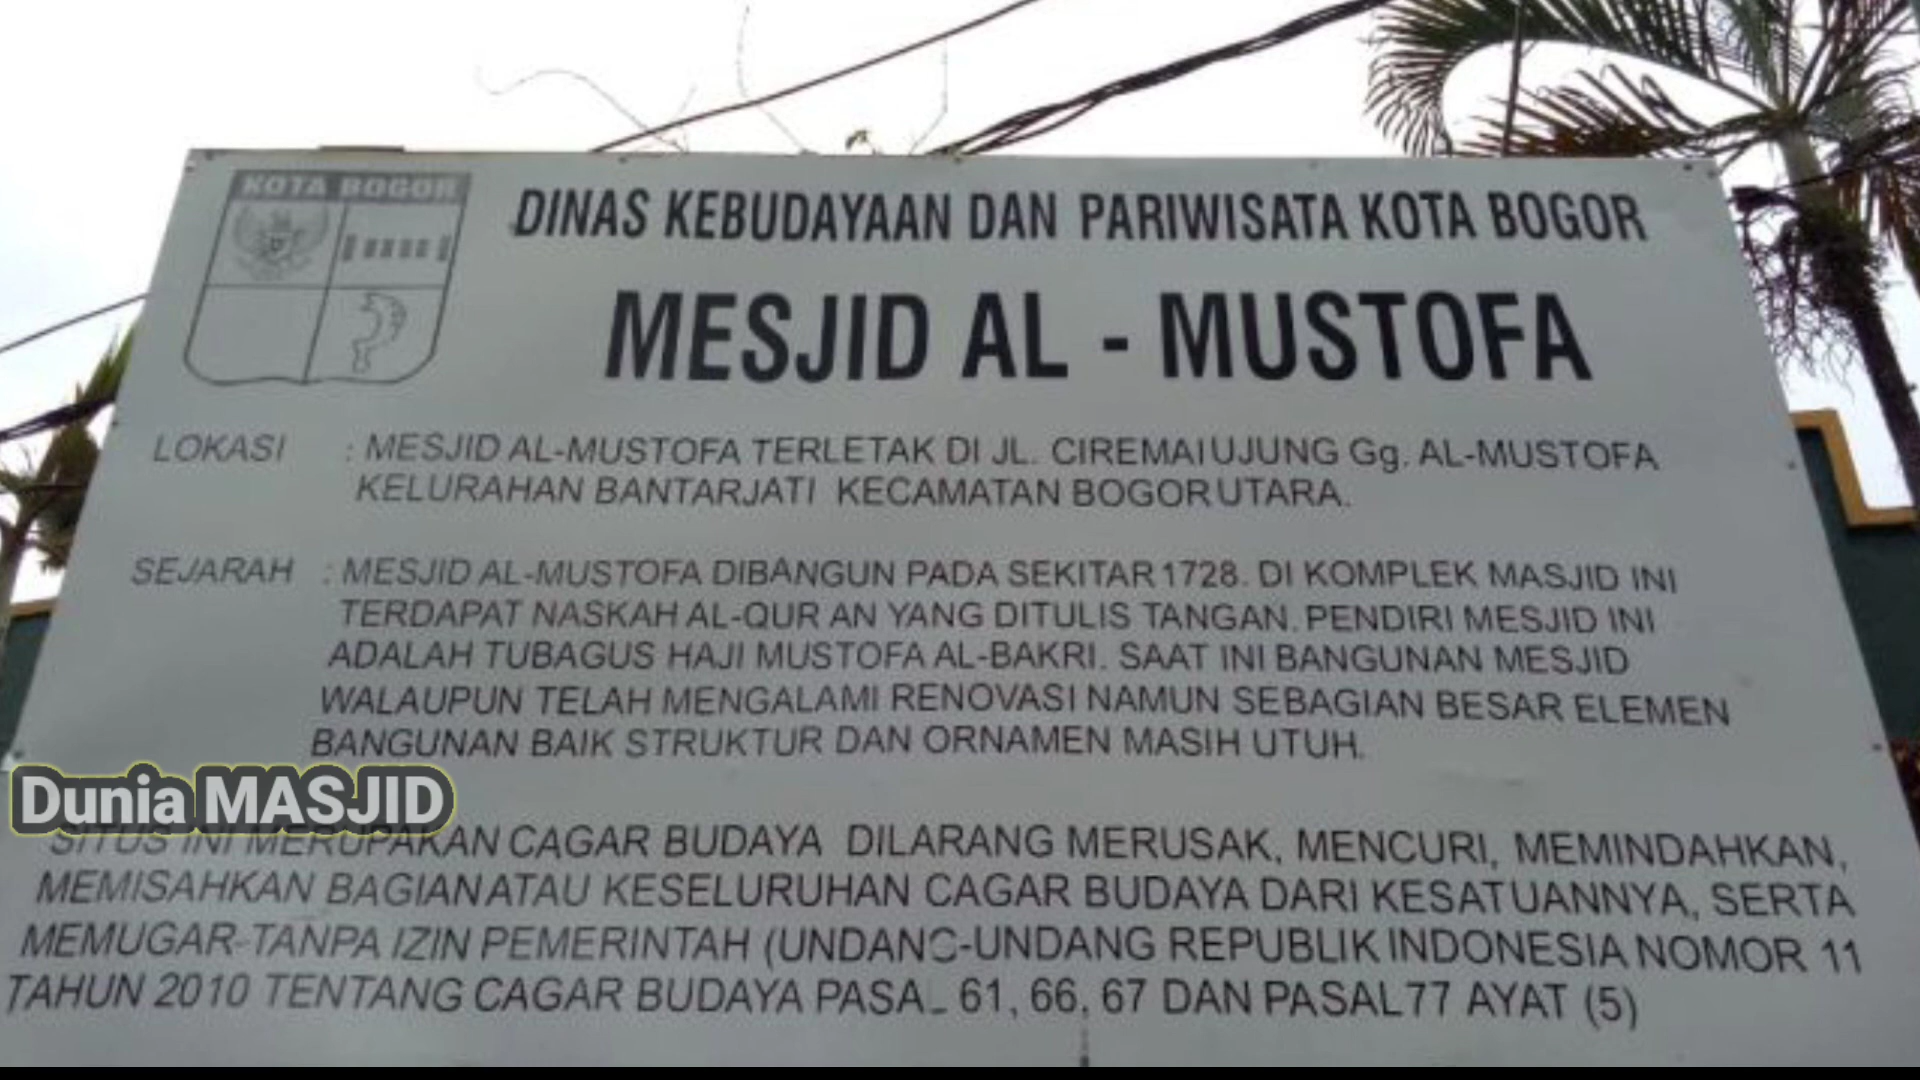 KOTA BOGOR
DINAS KEBUDAYAAN DAN PARIWISATA KOTA BOGOR
MESJID AL - MUSTOFA
LOKASI : MESJID AL-MUSTOFA TERLETAK DI JL. CIREMAI UJUNG Gg. AL-MUSTOFA
KELURAHAN BANTARJATI KECAMATAN BOGOR UTARA.
SEJARAH : MESJID AL-MUSTOFA DIBANGUN PADA SEKITAR 1728. DI KOMPLEK MASJID INI
TERDAPAT NASKAH AL-QUR AN YANG DITULIS TANGAN. PENDIRI MESJID INI
ADALAH TUBAGUS HAJI MUSTOFA AL-BAKRI. SAAT INI BANGUNAN MESJID
WALAUPUN TELAH MENGALAMI RENOVASI NAMUN SEBAGIAN BESAR ELEMEN
BANGUNAN BAIK STRUKTUR DAN ORNAMEN MASIH UTUH.
Dunia MASJID
SITUS INI MERUPAKAN CAGAR BUDAYA DILARANG MERUSAK, MENCURI, MEMINDAHKAN,
MEMISAHKAN BAGIAN ATAU KESELURUHAN CAGAR BUDAYA DARI KESATUANNYA, SERTA
MEMUGAR TANPA IZIN PEMERINTAH (UNDANG-UNDANG REPUBLIK INDONESIA NOMOR 11
TAHUN 2010 TENTANG CAGAR BUDAYA PASAL 61, 66, 67 DAN PASAL 77 AYAT (5)